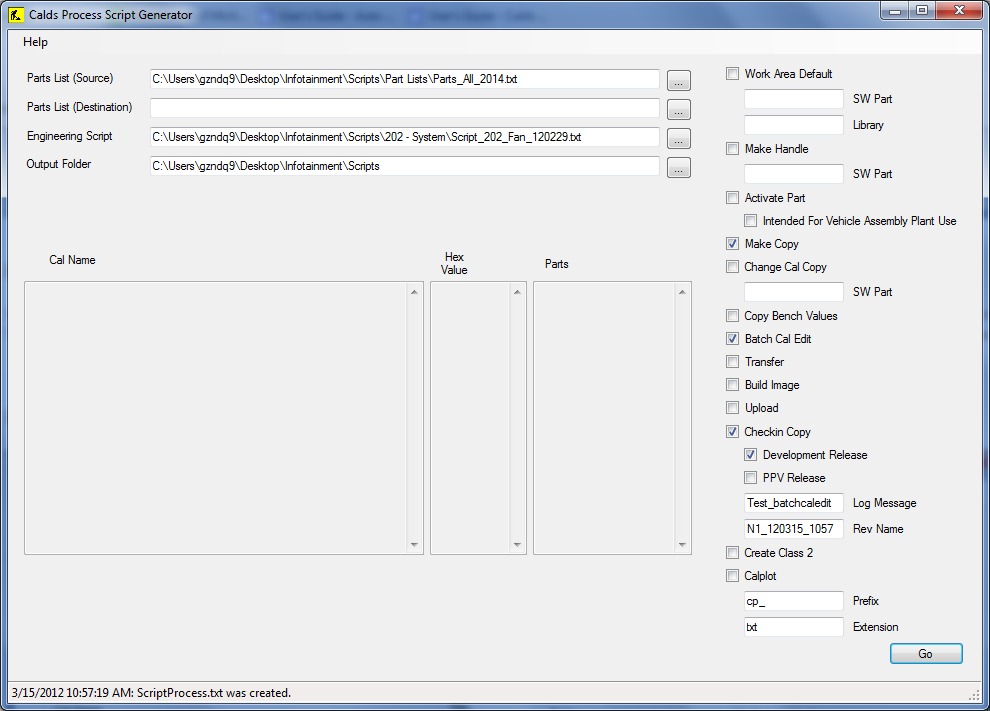 Calds Process Script Generator
Help
Parts List (Source) C:\Users\gzndq9\Desktop\Infotainment\Scripts\Part Lists\Parts_All_2014.txt ...
Parts List (Destination) ...
Engineering Script C:\Users\gzndq9\Desktop\Infotainment\Scripts\202 - System\Script_202_Fan_120229.txt ...
Output Folder C:\Users\gzndq9\Desktop\Infotainment\Scripts ...
Cal Name
Hex
Value
Parts
Work Area Default
SW Part
Library
Make Handle
SW Part
Activate Part
Intended For Vehicle Assembly Plant Use
Make Copy
Change Cal Copy
SW Part
Copy Bench Values
Batch Cal Edit
Transfer
Build Image
Upload
Checkin Copy
Development Release
PPV Release
Test_batchcaledit Log Message
N1_120315_1057 Rev Name
Create Class 2
Calplot
cp_ Prefix
txt Extension
Go
3/15/2012 10:57:19 AM: ScriptProcess.txt was created.